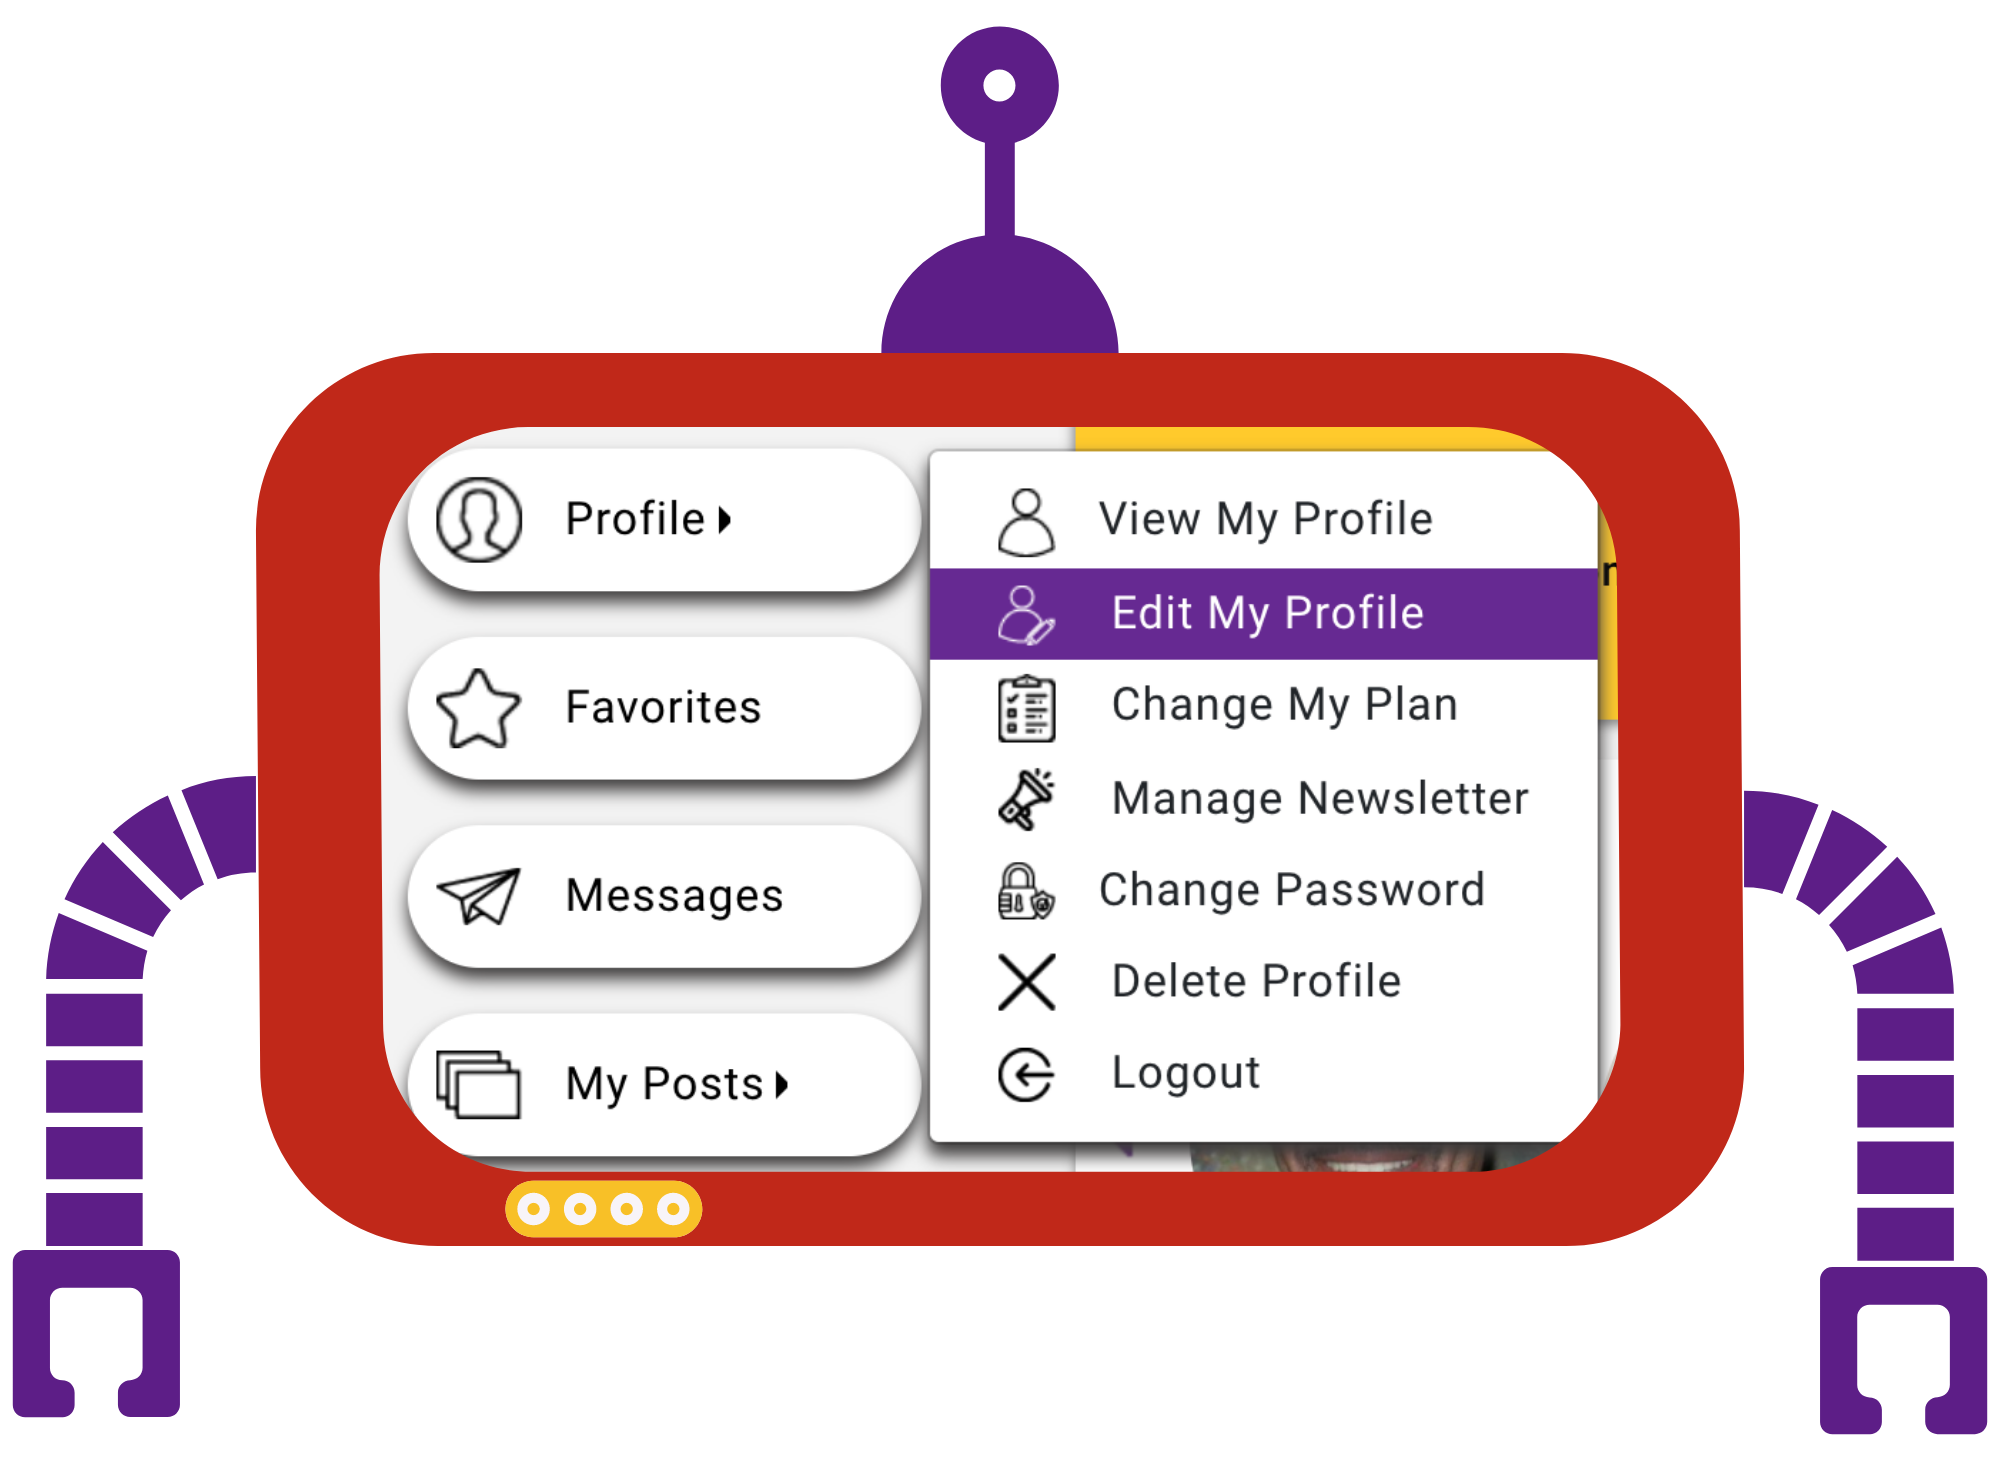 Profile
Favorites
Messages
My Posts
View My Profile
Edit My Profile
Change My Plan
Manage Newsletter
Change Password
Delete Profile
Logout